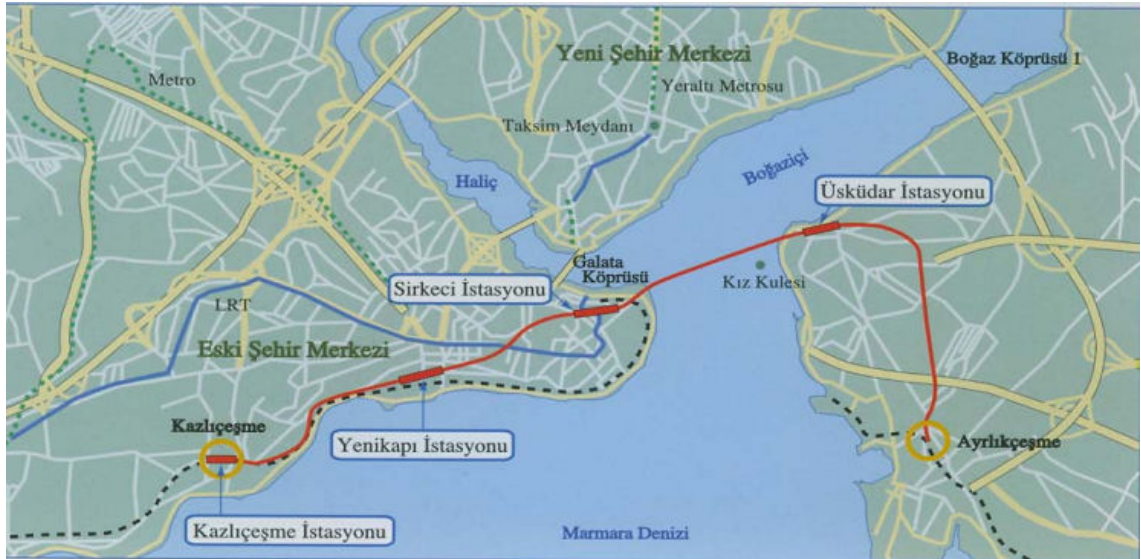 Yeni Şehir Merkezi
Boğaz Köprüsü 1
Metro
Yeraltı Metrosu
Taksim Meydanı
Haliç
Boğaziçi
Üsküdar İstasyonu
Galata
Köprüsü
Sirkeci İstasyonu
Kız Kulesi
LRT
Eski Şehir Merkezi
Kazlıçeşme
Yenikapı İstasyonu
Ayrlıkçeşme
Kazlıçeşme İstasyonu
Marmara Denizi